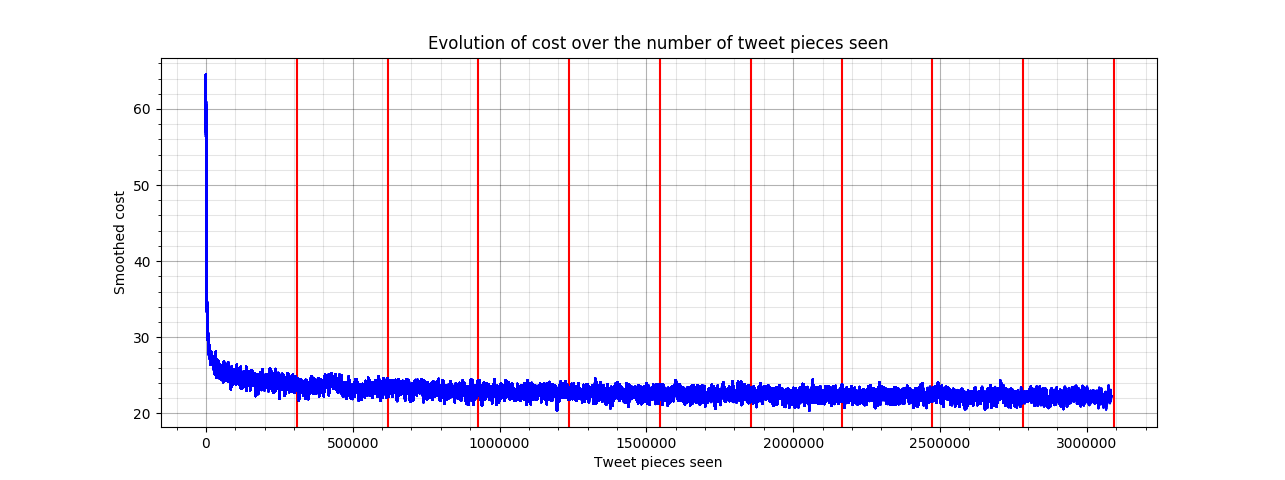 Evolution of cost over the number of tweet pieces seen
Smoothed cost
60
50
40
30
20
0 500000 1000000 1500000 2000000 2500000 3000000
Tweet pieces seen